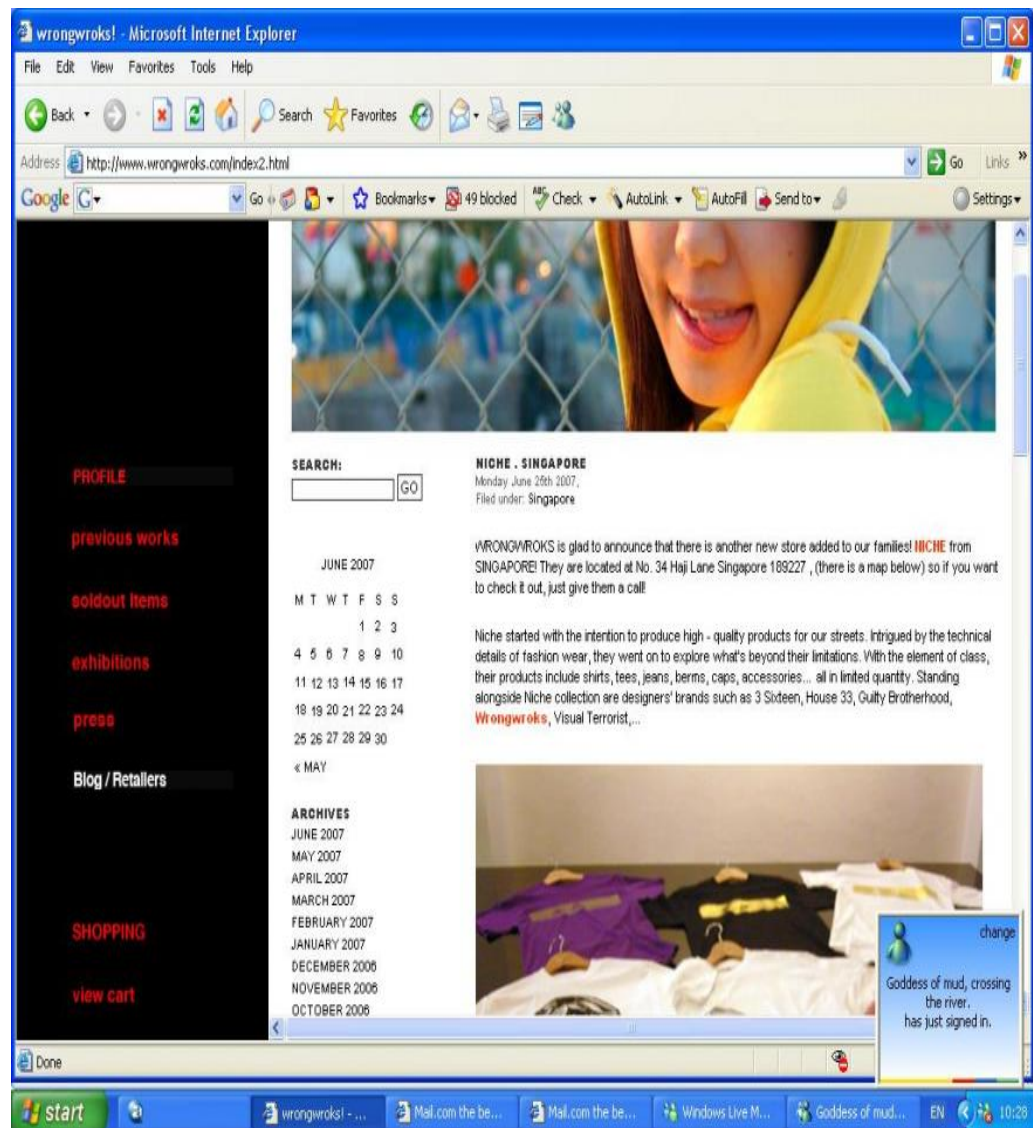 wrongwroks! - Microsoft Internet Explorer
File Edit View Favorites Tools Help
Back Search Favorites
Address http://www.wrongwroks.com/index2.html Go Links »
Google G Go Bookmarks 49 blocked ABC Check AutoLink AutoFill Send to Settings
PROFILE
previous works
soldout Items
exhibitions
press
Blog / Retailers
SHOPPING
view cart
SEARCH:
GO
JUNE 2007
M T W T F S S
1 2 3
4 5 6 7 8 9 10
11 12 13 14 15 16 17
18 19 20 21 22 23 24
25 26 27 28 29 30
« MAY
ARCHIVES
JUNE 2007
MAY 2007
APRIL 2007
MARCH 2007
FEBRUARY 2007
JANUARY 2007
DECEMBER 2006
NOVEMBER 2006
OCTOBER 2006
NICHE . SINGAPORE
Monday June 25th 2007,
Filed under: Singapore
WRONGWROKS is glad to announce that there is another new store added to our families! NICHE from
SINGAPORE! They are located at No. 34 Haji Lane Singapore 189227 , (there is a map below) so if you want
to check it out, just give them a call!
Niche started with the intention to produce high - quality products for our streets. Intrigued by the technical
details of fashion wear, they went on to explore what's beyond their limitations. With the element of class,
their products include shirts, tees, jeans, berms, caps, accessories... all in limited quantity. Standing
alongside Niche collection are designers' brands such as 3 Sixteen, House 33, Guilty Brotherhood,
Wrongwroks, Visual Terrorist,...
change
Goddess of mud, crossing
the river.
has just signed in.
Done
start wrongwroks! - ... Mail.com the be... Mail.com the be... Windows Live M... Goddess of mud... EN 10:28